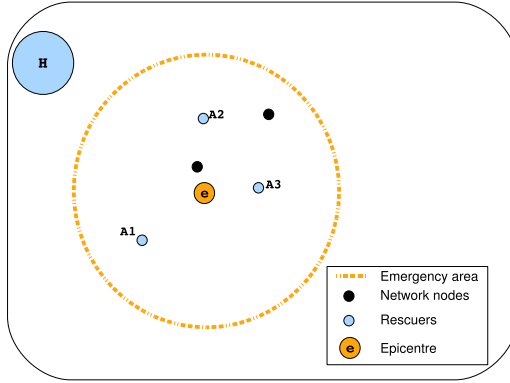 H
A2
A3
e
A1
Emergency area
Network nodes
Rescuers
e Epicentre